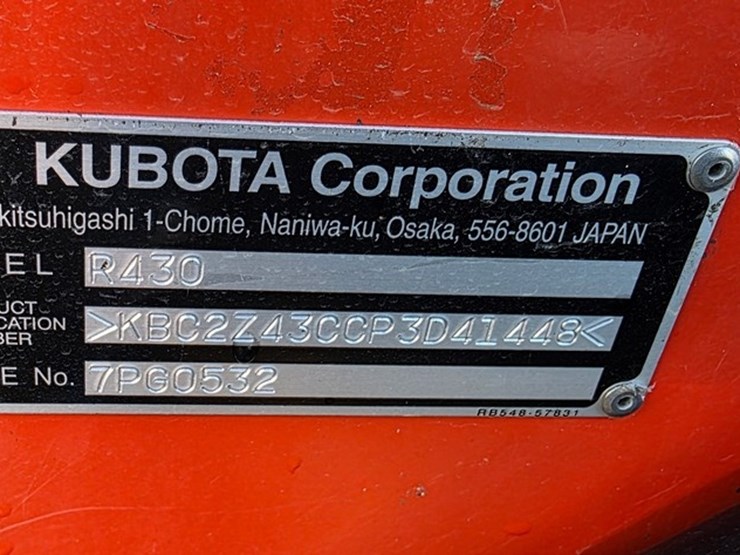 KUBOTA Corporation
kitsuhigashi 1-Chome, Naniwa-ku, Osaka, 556-8601 JAPAN
EL R430
UCT
CATION >KBC2Z43CCP3D41448<
BER
E No. 7PG0532
RB548-57831